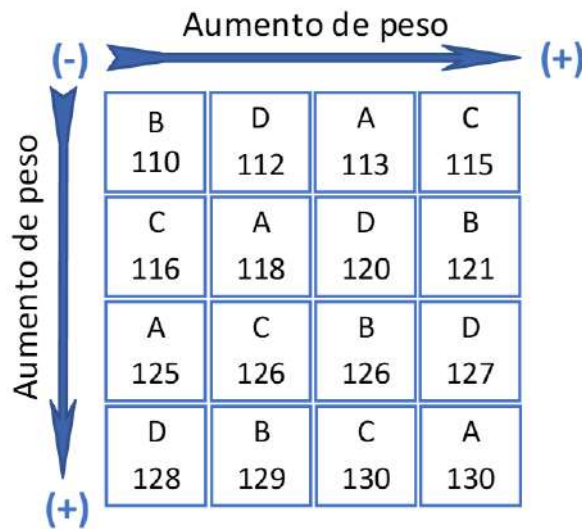 Aumento de peso
(-) (+)
Aumento de peso
B D A C
110 112 113 115
C A D B
116 118 120 121
A C B D
125 126 126 127
D B C A
128 129 130 130
(+)